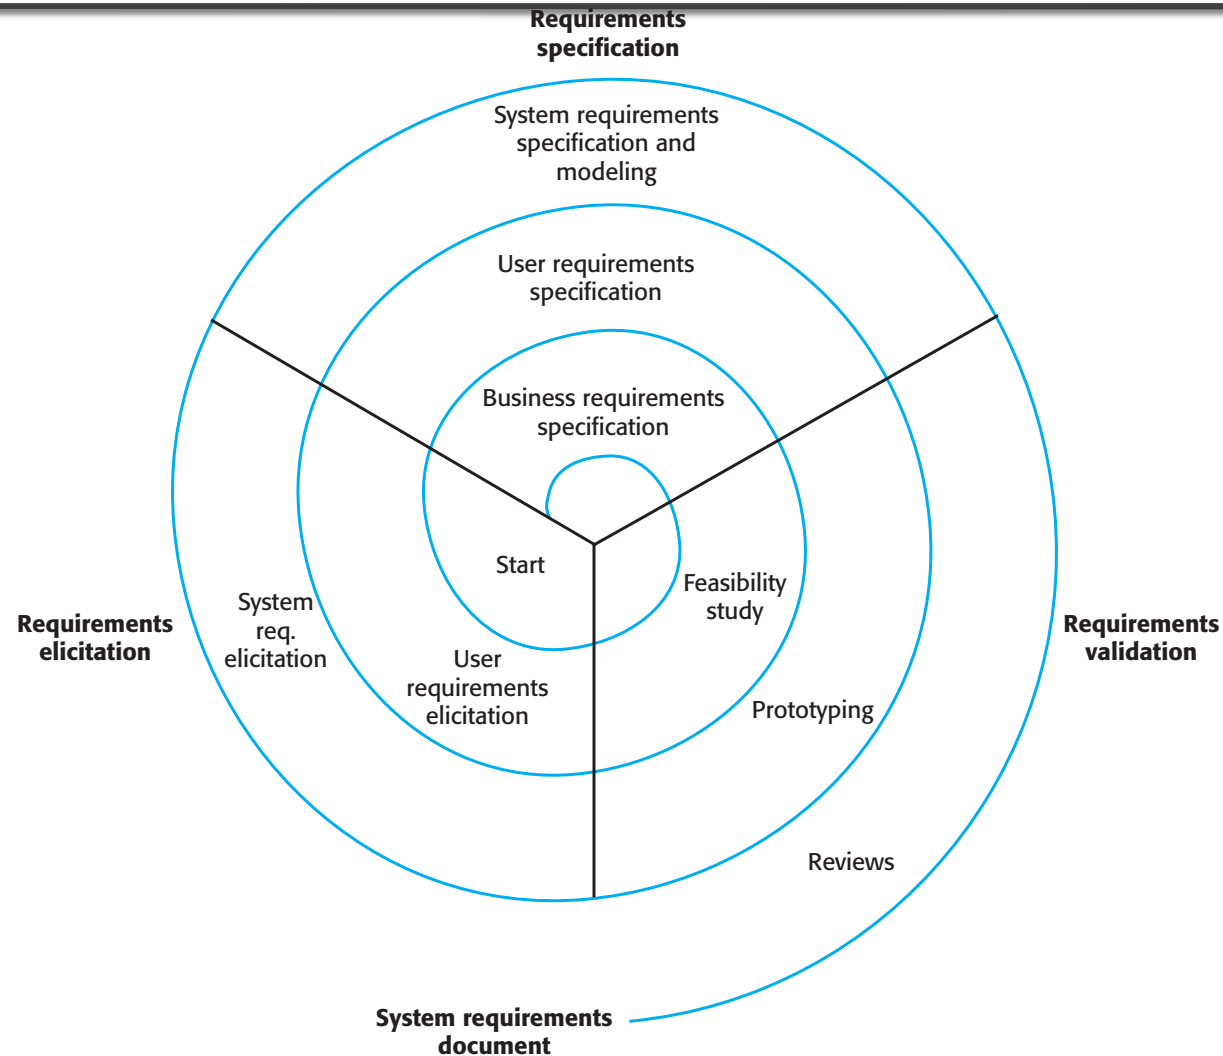 Requirements
specification
System requirements
specification and
modeling
User requirements
specification
Business requirements
specification
Start
Feasibility
study
System
req.
elicitation
Requirements
elicitation
Requirements
validation
User
requirements
elicitation
Prototyping
Reviews
System requirements
document